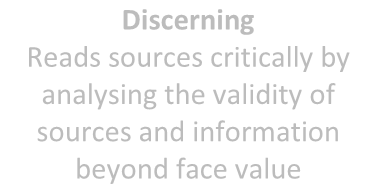 Discerning
Reads sources critically by
analysing the validity of
sources and information
beyond face value